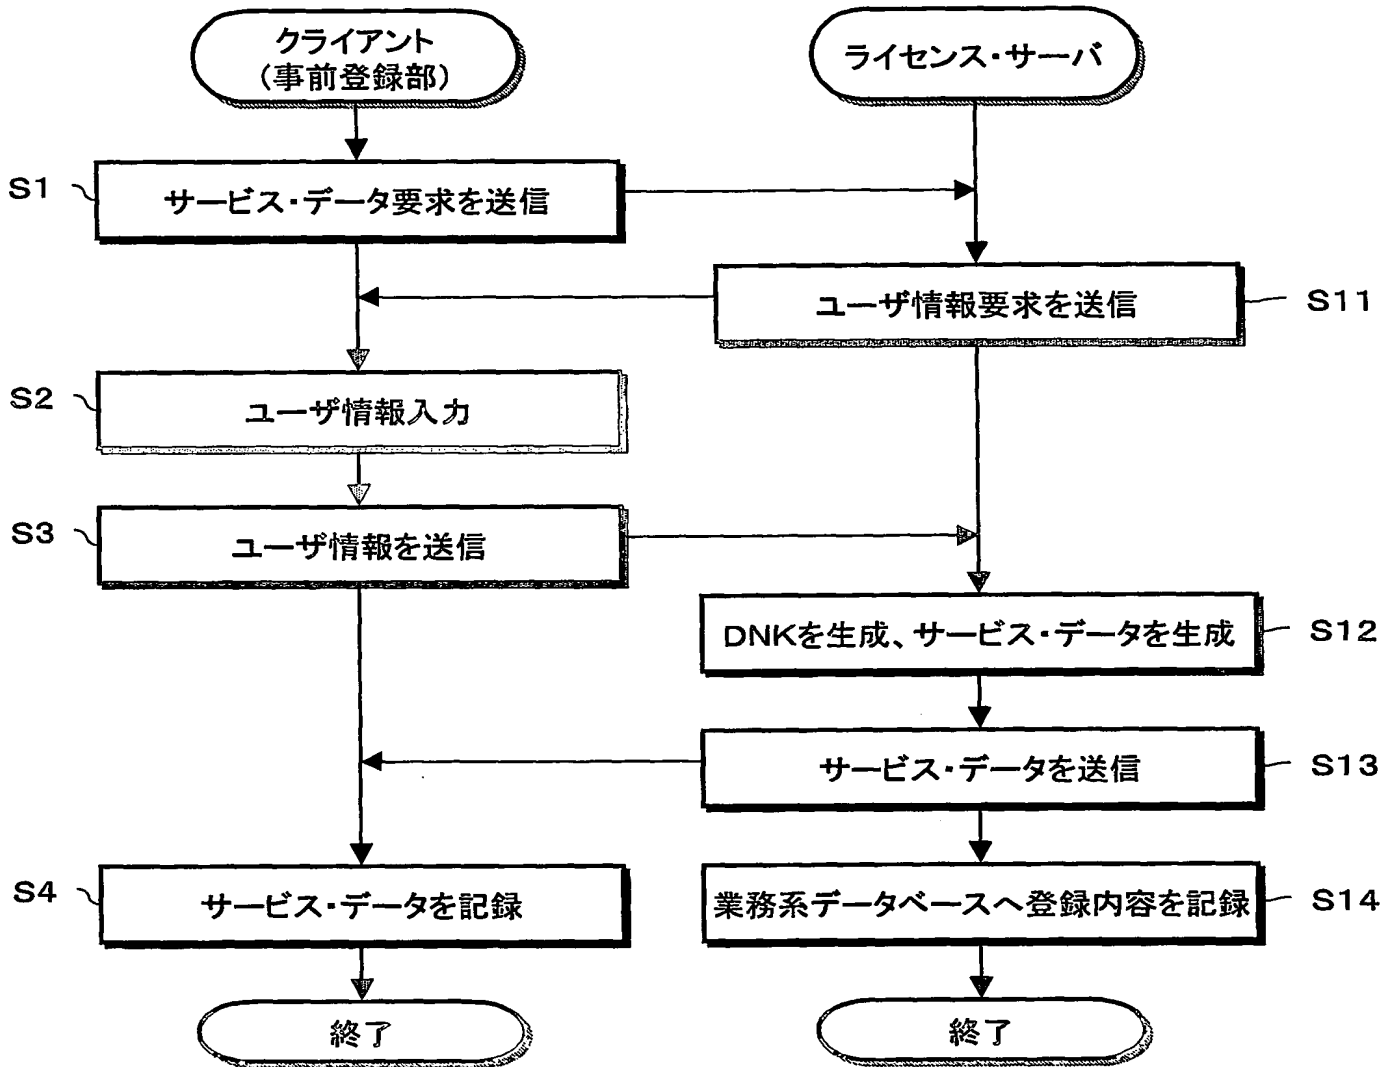 クライアント
(事前登録部)
ライセンス・サーバ
S1
サービス・データ要求を送信
ユーザ情報要求を送信
S11
S2
ユーザ情報入力
S3
ユーザ情報を送信
DNKを生成、サービス・データを生成
S12
サービス・データを送信
S13
S4
サービス・データを記録
業務系データベースへ登録内容を記録
S14
終了
終了